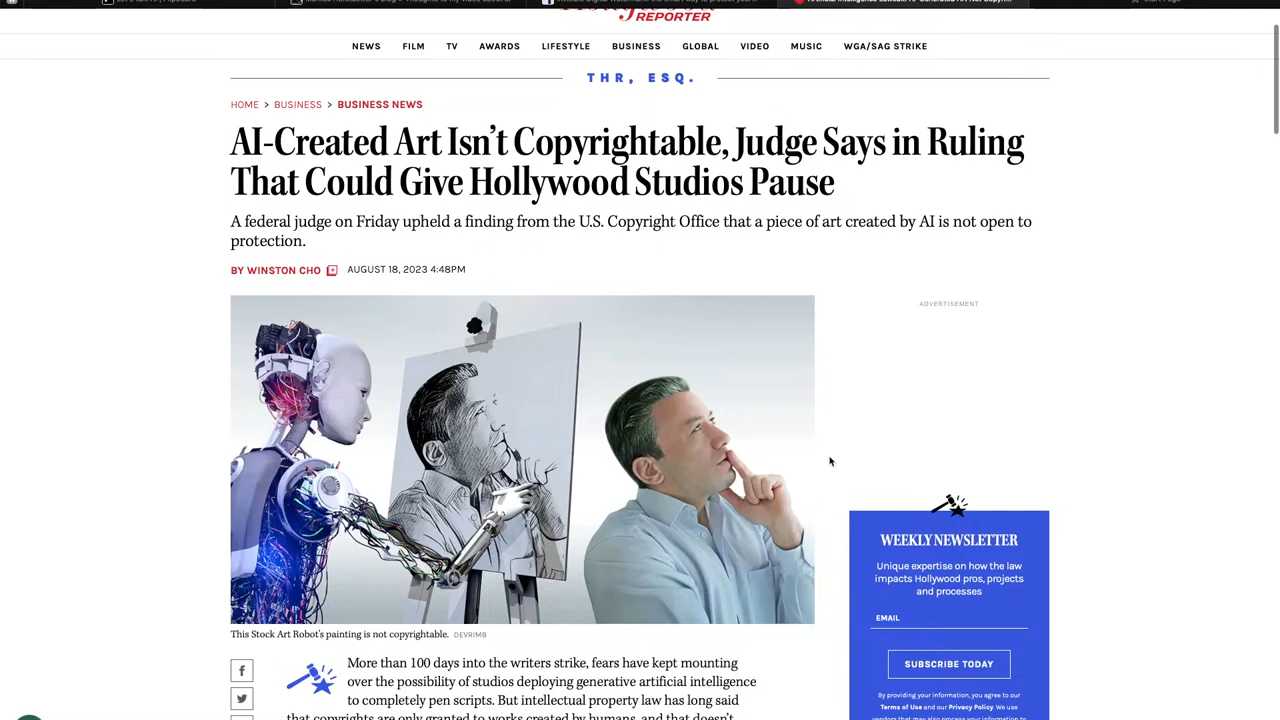 REPORTER
NEWS FILM TV AWARDS LIFESTYLE BUSINESS GLOBAL VIDEO MUSIC WGA/SAG STRIKE
THR, ESQ.
HOME > BUSINESS > BUSINESS NEWS
AI-Created Art Isn’t Copyrightable, Judge Says in Ruling
That Could Give Hollywood Studios Pause
A federal judge on Friday upheld a finding from the U.S. Copyright Office that a piece of art created by AI is not open to
protection.
BY WINSTON CHO AUGUST 18, 2023 4:48PM
ADVERTISEMENT
This Stock Art Robot's painting is not copyrightable. DEVRIMB
More than 100 days into the writers strike, fears have kept mounting
over the possibility of studios deploying generative artificial intelligence
to completely pen scripts. But intellectual property law has long said
that copyrights are only granted to works created by humans, and that doesn’t
WEEKLY NEWSLETTER
Unique expertise on how the law
impacts Hollywood pros, projects
and processes
EMAIL
SUBSCRIBE TODAY
By providing your information, you agree to our
Terms of Use and our Privacy Policy. We use
vendors that may also process your information to